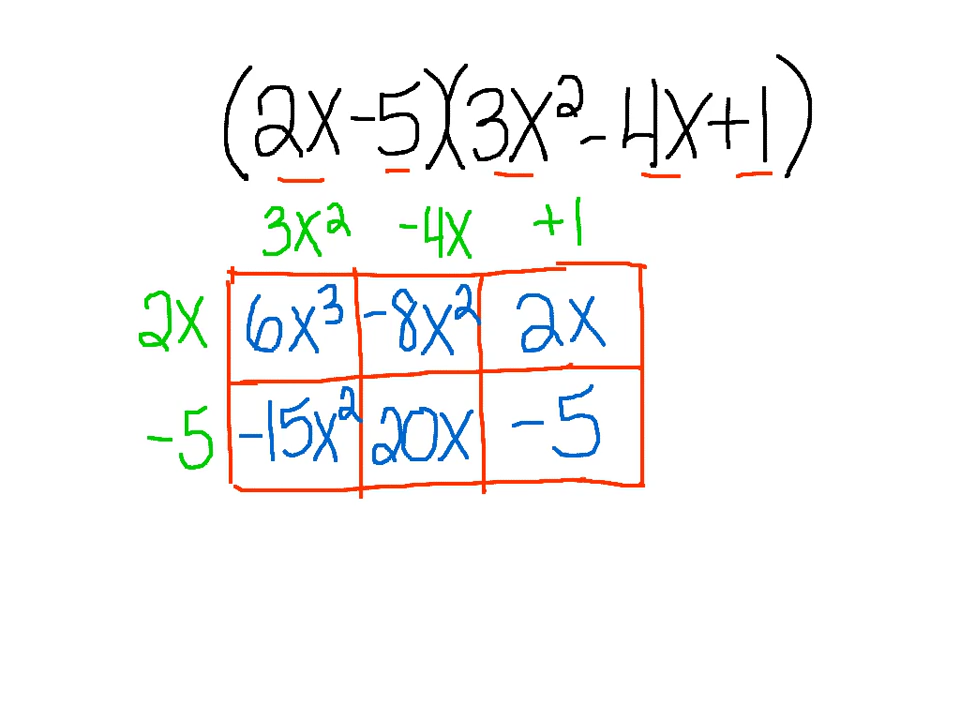 (2x-5)(3x²-4x+1)
3x² -4x +1
2x 6x³ -8x² 2x
-5 -15x² 20x -5